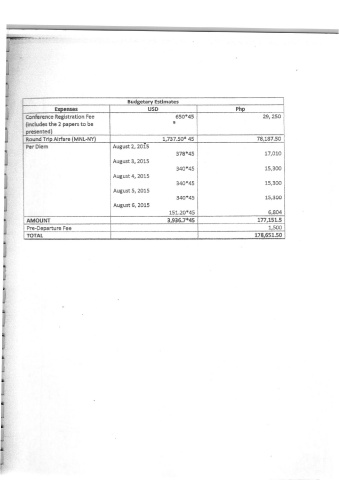 Budgetary Estimates
Expenses USD Php
Conference Registration Fee 650*45 29, 250
(includes the 2 papers to be
presented)
Round Trip Airfare (MNL-NY) 1,737.50* 45 78,187.50
Per Diem August 2, 2015
378*45 17,010
August 3, 2015
340*45 15,300
August 4, 2015
340*45 15,300
August 5, 2015
340*45 15,300
August 6, 2015
151.20*45 6,804
AMOUNT 3,936.7*45 177,151.5
Pre-Departure Fee 1,500
TOTAL 178,651.50